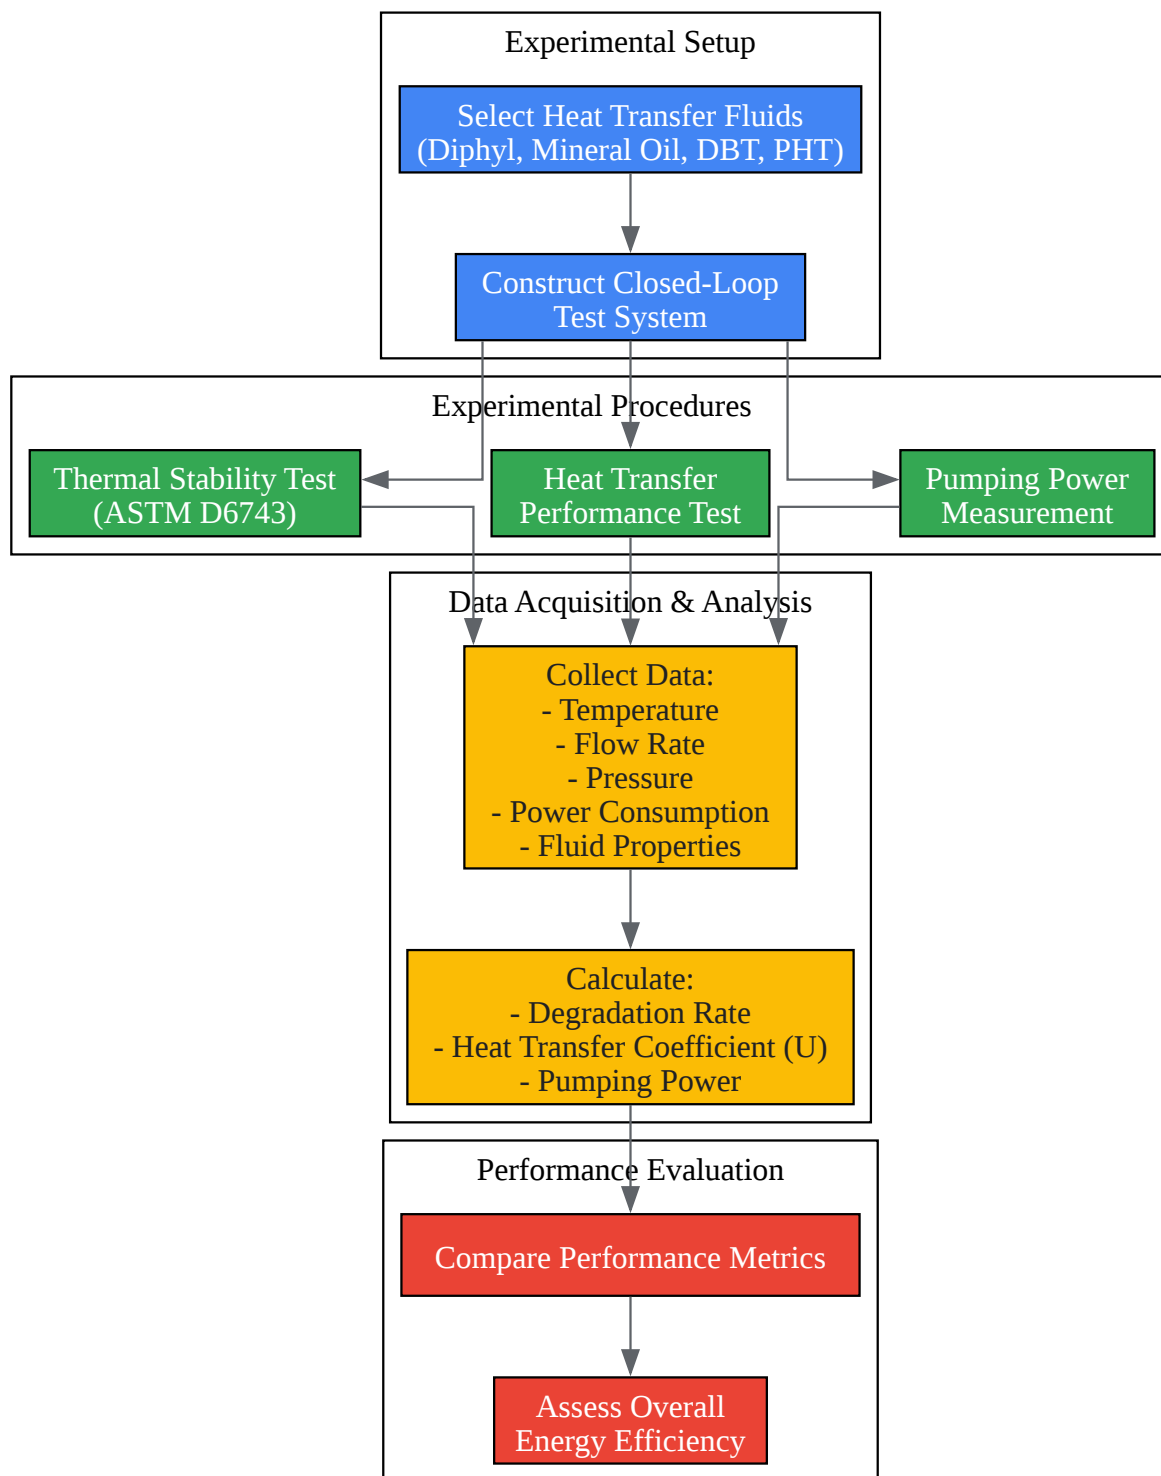 Experimental Setup
Select Heat Transfer Fluids
(Diphyl, Mineral Oil, DBT, PHT)
Construct Closed-Loop
Test System
Experimental Procedures
Thermal Stability Test
(ASTM D6743)
Heat Transfer
Performance Test
Pumping Power
Measurement
Data Acquisition & Analysis
Collect Data:
- Temperature
- Flow Rate
- Pressure
- Power Consumption
- Fluid Properties
Calculate:
- Degradation Rate
- Heat Transfer Coefficient (U)
- Pumping Power
Performance Evaluation
Compare Performance Metrics
Assess Overall
Energy Efficiency